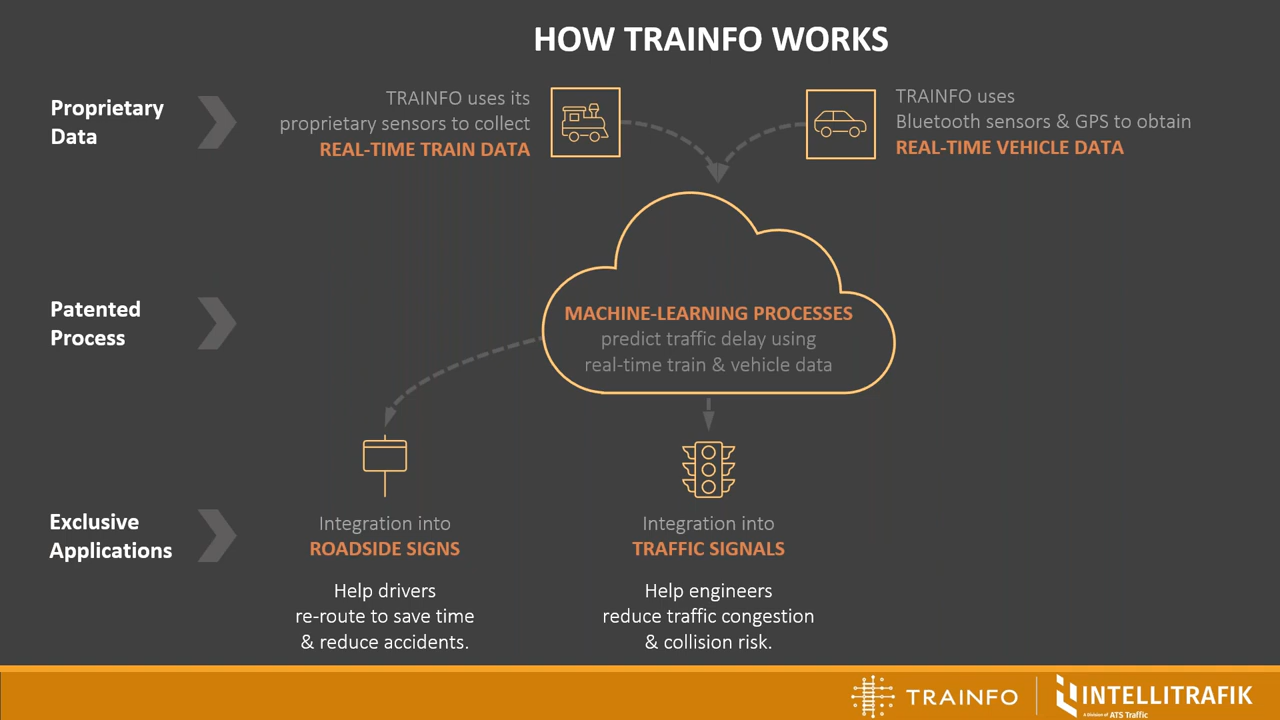 HOW TRAINFO WORKS
Proprietary
Data
TRAINFO uses its
proprietary sensors to collect
REAL-TIME TRAIN DATA
TRAINFO uses
Bluetooth sensors & GPS to obtain
REAL-TIME VEHICLE DATA
Patented
Process
MACHINE-LEARNING PROCESSES
predict traffic delay using
real-time train & vehicle data
Exclusive
Applications
Integration into
ROADSIDE SIGNS
Help drivers
re-route to save time
& reduce accidents.
Integration into
TRAFFIC SIGNALS
Help engineers
reduce traffic congestion
& collision risk.
TRAINFO
INTELLITRAFIK
A Division of ATS Traffic